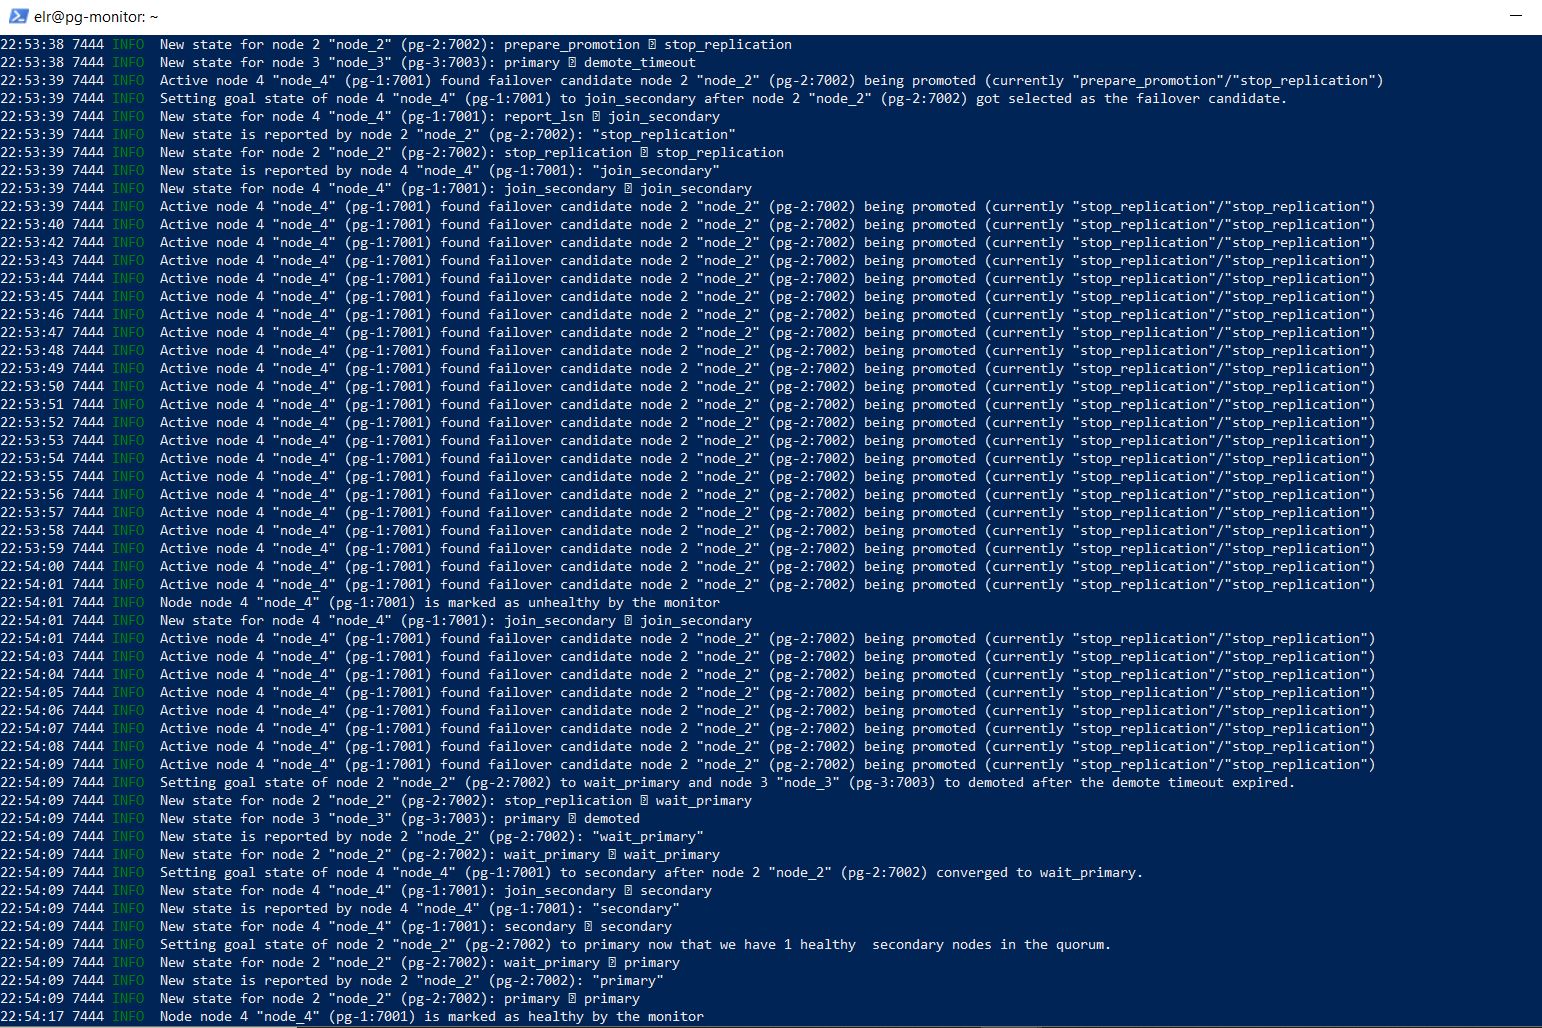 elr@pg-monitor: ~
22:53:38 7444 INFO  New state for node 2 "node_2" (pg-2:7002): prepare_promotion ⍰ stop_replication
22:53:38 7444 INFO  New state for node 3 "node_3" (pg-3:7003): primary ⍰ demote_timeout
22:53:39 7444 INFO  Active node 4 "node_4" (pg-1:7001) found failover candidate node 2 "node_2" (pg-2:7002) being promoted (currently "prepare_promotion"/"stop_replication")
22:53:39 7444 INFO  Setting goal state of node 4 "node_4" (pg-1:7001) to join_secondary after node 2 "node_2" (pg-2:7002) got selected as the failover candidate.
22:53:39 7444 INFO  New state for node 4 "node_4" (pg-1:7001): report_lsn ⍰ join_secondary
22:53:39 7444 INFO  New state is reported by node 2 "node_2" (pg-2:7002): "stop_replication"
22:53:39 7444 INFO  New state for node 2 "node_2" (pg-2:7002): stop_replication ⍰ stop_replication
22:53:39 7444 INFO  New state is reported by node 4 "node_4" (pg-1:7001): "join_secondary"
22:53:39 7444 INFO  New state for node 4 "node_4" (pg-1:7001): join_secondary ⍰ join_secondary
22:53:39 7444 INFO  Active node 4 "node_4" (pg-1:7001) found failover candidate node 2 "node_2" (pg-2:7002) being promoted (currently "stop_replication"/"stop_replication")
22:53:40 7444 INFO  Active node 4 "node_4" (pg-1:7001) found failover candidate node 2 "node_2" (pg-2:7002) being promoted (currently "stop_replication"/"stop_replication")
22:53:42 7444 INFO  Active node 4 "node_4" (pg-1:7001) found failover candidate node 2 "node_2" (pg-2:7002) being promoted (currently "stop_replication"/"stop_replication")
22:53:43 7444 INFO  Active node 4 "node_4" (pg-1:7001) found failover candidate node 2 "node_2" (pg-2:7002) being promoted (currently "stop_replication"/"stop_replication")
22:53:44 7444 INFO  Active node 4 "node_4" (pg-1:7001) found failover candidate node 2 "node_2" (pg-2:7002) being promoted (currently "stop_replication"/"stop_replication")
22:53:45 7444 INFO  Active node 4 "node_4" (pg-1:7001) found failover candidate node 2 "node_2" (pg-2:7002) being promoted (currently "stop_replication"/"stop_replication")
22:53:46 7444 INFO  Active node 4 "node_4" (pg-1:7001) found failover candidate node 2 "node_2" (pg-2:7002) being promoted (currently "stop_replication"/"stop_replication")
22:53:47 7444 INFO  Active node 4 "node_4" (pg-1:7001) found failover candidate node 2 "node_2" (pg-2:7002) being promoted (currently "stop_replication"/"stop_replication")
22:53:48 7444 INFO  Active node 4 "node_4" (pg-1:7001) found failover candidate node 2 "node_2" (pg-2:7002) being promoted (currently "stop_replication"/"stop_replication")
22:53:49 7444 INFO  Active node 4 "node_4" (pg-1:7001) found failover candidate node 2 "node_2" (pg-2:7002) being promoted (currently "stop_replication"/"stop_replication")
22:53:50 7444 INFO  Active node 4 "node_4" (pg-1:7001) found failover candidate node 2 "node_2" (pg-2:7002) being promoted (currently "stop_replication"/"stop_replication")
22:53:51 7444 INFO  Active node 4 "node_4" (pg-1:7001) found failover candidate node 2 "node_2" (pg-2:7002) being promoted (currently "stop_replication"/"stop_replication")
22:53:52 7444 INFO  Active node 4 "node_4" (pg-1:7001) found failover candidate node 2 "node_2" (pg-2:7002) being promoted (currently "stop_replication"/"stop_replication")
22:53:53 7444 INFO  Active node 4 "node_4" (pg-1:7001) found failover candidate node 2 "node_2" (pg-2:7002) being promoted (currently "stop_replication"/"stop_replication")
22:53:54 7444 INFO  Active node 4 "node_4" (pg-1:7001) found failover candidate node 2 "node_2" (pg-2:7002) being promoted (currently "stop_replication"/"stop_replication")
22:53:55 7444 INFO  Active node 4 "node_4" (pg-1:7001) found failover candidate node 2 "node_2" (pg-2:7002) being promoted (currently "stop_replication"/"stop_replication")
22:53:56 7444 INFO  Active node 4 "node_4" (pg-1:7001) found failover candidate node 2 "node_2" (pg-2:7002) being promoted (currently "stop_replication"/"stop_replication")
22:53:57 7444 INFO  Active node 4 "node_4" (pg-1:7001) found failover candidate node 2 "node_2" (pg-2:7002) being promoted (currently "stop_replication"/"stop_replication")
22:53:58 7444 INFO  Active node 4 "node_4" (pg-1:7001) found failover candidate node 2 "node_2" (pg-2:7002) being promoted (currently "stop_replication"/"stop_replication")
22:53:59 7444 INFO  Active node 4 "node_4" (pg-1:7001) found failover candidate node 2 "node_2" (pg-2:7002) being promoted (currently "stop_replication"/"stop_replication")
22:54:00 7444 INFO  Active node 4 "node_4" (pg-1:7001) found failover candidate node 2 "node_2" (pg-2:7002) being promoted (currently "stop_replication"/"stop_replication")
22:54:01 7444 INFO  Active node 4 "node_4" (pg-1:7001) found failover candidate node 2 "node_2" (pg-2:7002) being promoted (currently "stop_replication"/"stop_replication")
22:54:01 7444 INFO  Node node 4 "node_4" (pg-1:7001) is marked as unhealthy by the monitor
22:54:01 7444 INFO  New state for node 4 "node_4" (pg-1:7001): join_secondary ⍰ join_secondary
22:54:01 7444 INFO  Active node 4 "node_4" (pg-1:7001) found failover candidate node 2 "node_2" (pg-2:7002) being promoted (currently "stop_replication"/"stop_replication")
22:54:03 7444 INFO  Active node 4 "node_4" (pg-1:7001) found failover candidate node 2 "node_2" (pg-2:7002) being promoted (currently "stop_replication"/"stop_replication")
22:54:04 7444 INFO  Active node 4 "node_4" (pg-1:7001) found failover candidate node 2 "node_2" (pg-2:7002) being promoted (currently "stop_replication"/"stop_replication")
22:54:05 7444 INFO  Active node 4 "node_4" (pg-1:7001) found failover candidate node 2 "node_2" (pg-2:7002) being promoted (currently "stop_replication"/"stop_replication")
22:54:06 7444 INFO  Active node 4 "node_4" (pg-1:7001) found failover candidate node 2 "node_2" (pg-2:7002) being promoted (currently "stop_replication"/"stop_replication")
22:54:07 7444 INFO  Active node 4 "node_4" (pg-1:7001) found failover candidate node 2 "node_2" (pg-2:7002) being promoted (currently "stop_replication"/"stop_replication")
22:54:08 7444 INFO  Active node 4 "node_4" (pg-1:7001) found failover candidate node 2 "node_2" (pg-2:7002) being promoted (currently "stop_replication"/"stop_replication")
22:54:09 7444 INFO  Active node 4 "node_4" (pg-1:7001) found failover candidate node 2 "node_2" (pg-2:7002) being promoted (currently "stop_replication"/"stop_replication")
22:54:09 7444 INFO  Setting goal state of node 2 "node_2" (pg-2:7002) to wait_primary and node 3 "node_3" (pg-3:7003) to demoted after the demote timeout expired.
22:54:09 7444 INFO  New state for node 2 "node_2" (pg-2:7002): stop_replication ⍰ wait_primary
22:54:09 7444 INFO  New state for node 3 "node_3" (pg-3:7003): primary ⍰ demoted
22:54:09 7444 INFO  New state is reported by node 2 "node_2" (pg-2:7002): "wait_primary"
22:54:09 7444 INFO  New state for node 2 "node_2" (pg-2:7002): wait_primary ⍰ wait_primary
22:54:09 7444 INFO  Setting goal state of node 4 "node_4" (pg-1:7001) to secondary after node 2 "node_2" (pg-2:7002) converged to wait_primary.
22:54:09 7444 INFO  New state for node 4 "node_4" (pg-1:7001): join_secondary ⍰ secondary
22:54:09 7444 INFO  New state is reported by node 4 "node_4" (pg-1:7001): "secondary"
22:54:09 7444 INFO  New state for node 4 "node_4" (pg-1:7001): secondary ⍰ secondary
22:54:09 7444 INFO  Setting goal state of node 2 "node_2" (pg-2:7002) to primary now that we have 1 healthy  secondary nodes in the quorum.
22:54:09 7444 INFO  New state for node 2 "node_2" (pg-2:7002): wait_primary ⍰ primary
22:54:09 7444 INFO  New state is reported by node 2 "node_2" (pg-2:7002): "primary"
22:54:09 7444 INFO  New state for node 2 "node_2" (pg-2:7002): primary ⍰ primary
22:54:17 7444 INFO  Node node 4 "node_4" (pg-1:7001) is marked as healthy by the monitor